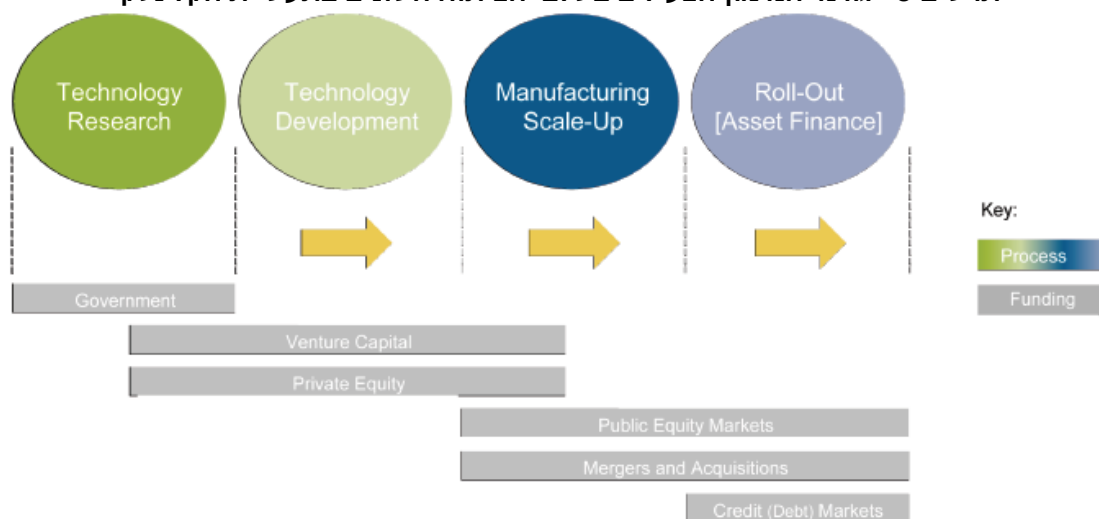 Technology
Research
Technology
Development
Manufacturing
Scale-Up
Roll-Out
[Asset Finance]
Key:
Process
Funding
Government
Venture Capital
Private Equity
Public Equity Markets
Mergers and Acquisitions
Credit (Debt) Markets